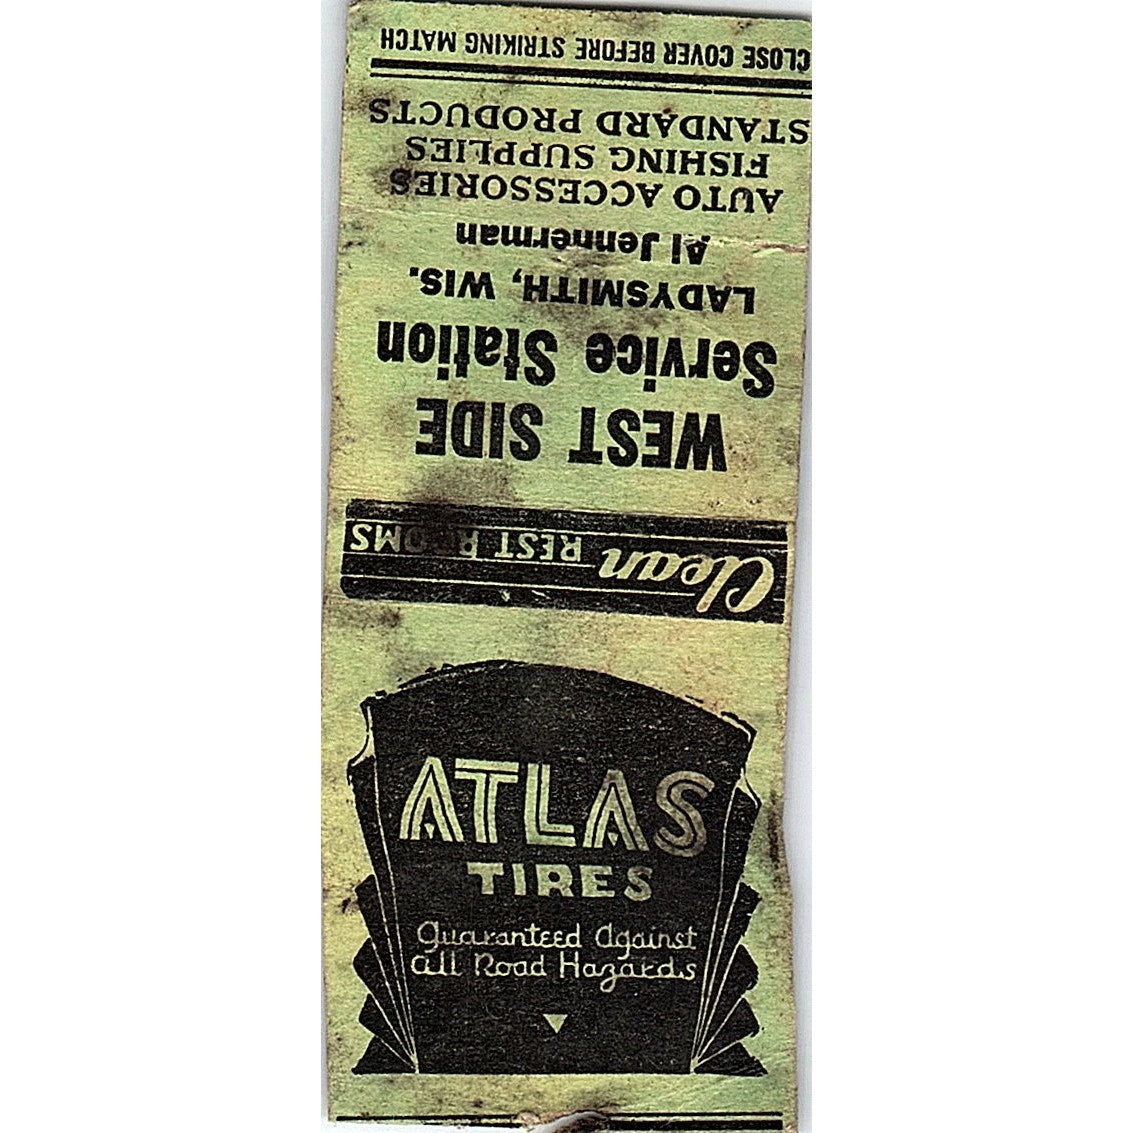 WEST SIDE
Service Station
LADYSMITH, WIS.
Al Jennerman
AUTO ACCESSORIES
FISHING SUPPLIES
STANDARD PRODUCTS
CLOSE COVER BEFORE STRIKING MATCH
Clean REST ROOMS
ATLAS
TIRES
Guaranteed Against
All Road Hazards